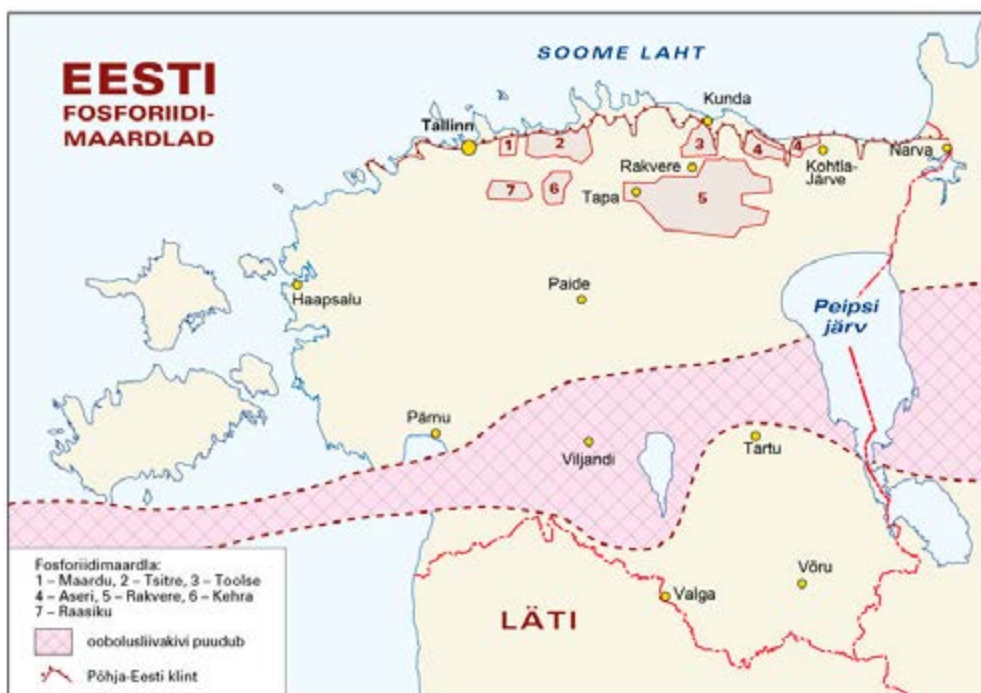 EESTI
FOSFORIIDI-
MAARDLAD
SOOME LAHT
Kunda
Tallinn
1
2
3
4
4
Narva
Kohtla-
Järve
Rakvere
7
6
Tapa
5
Haapsalu
Paide
Peipsi
järv
Pärnu
Viljandi
Tartu
Võru
Valga
LÄTI
Fosforiidimaardla:
1 – Maardu, 2 – Tsitre, 3 – Toolse
4 – Aseri, 5 – Rakvere, 6 – Kehra
7 – Raasiku
oobolusliivakivi puudub
Põhja-Eesti klint